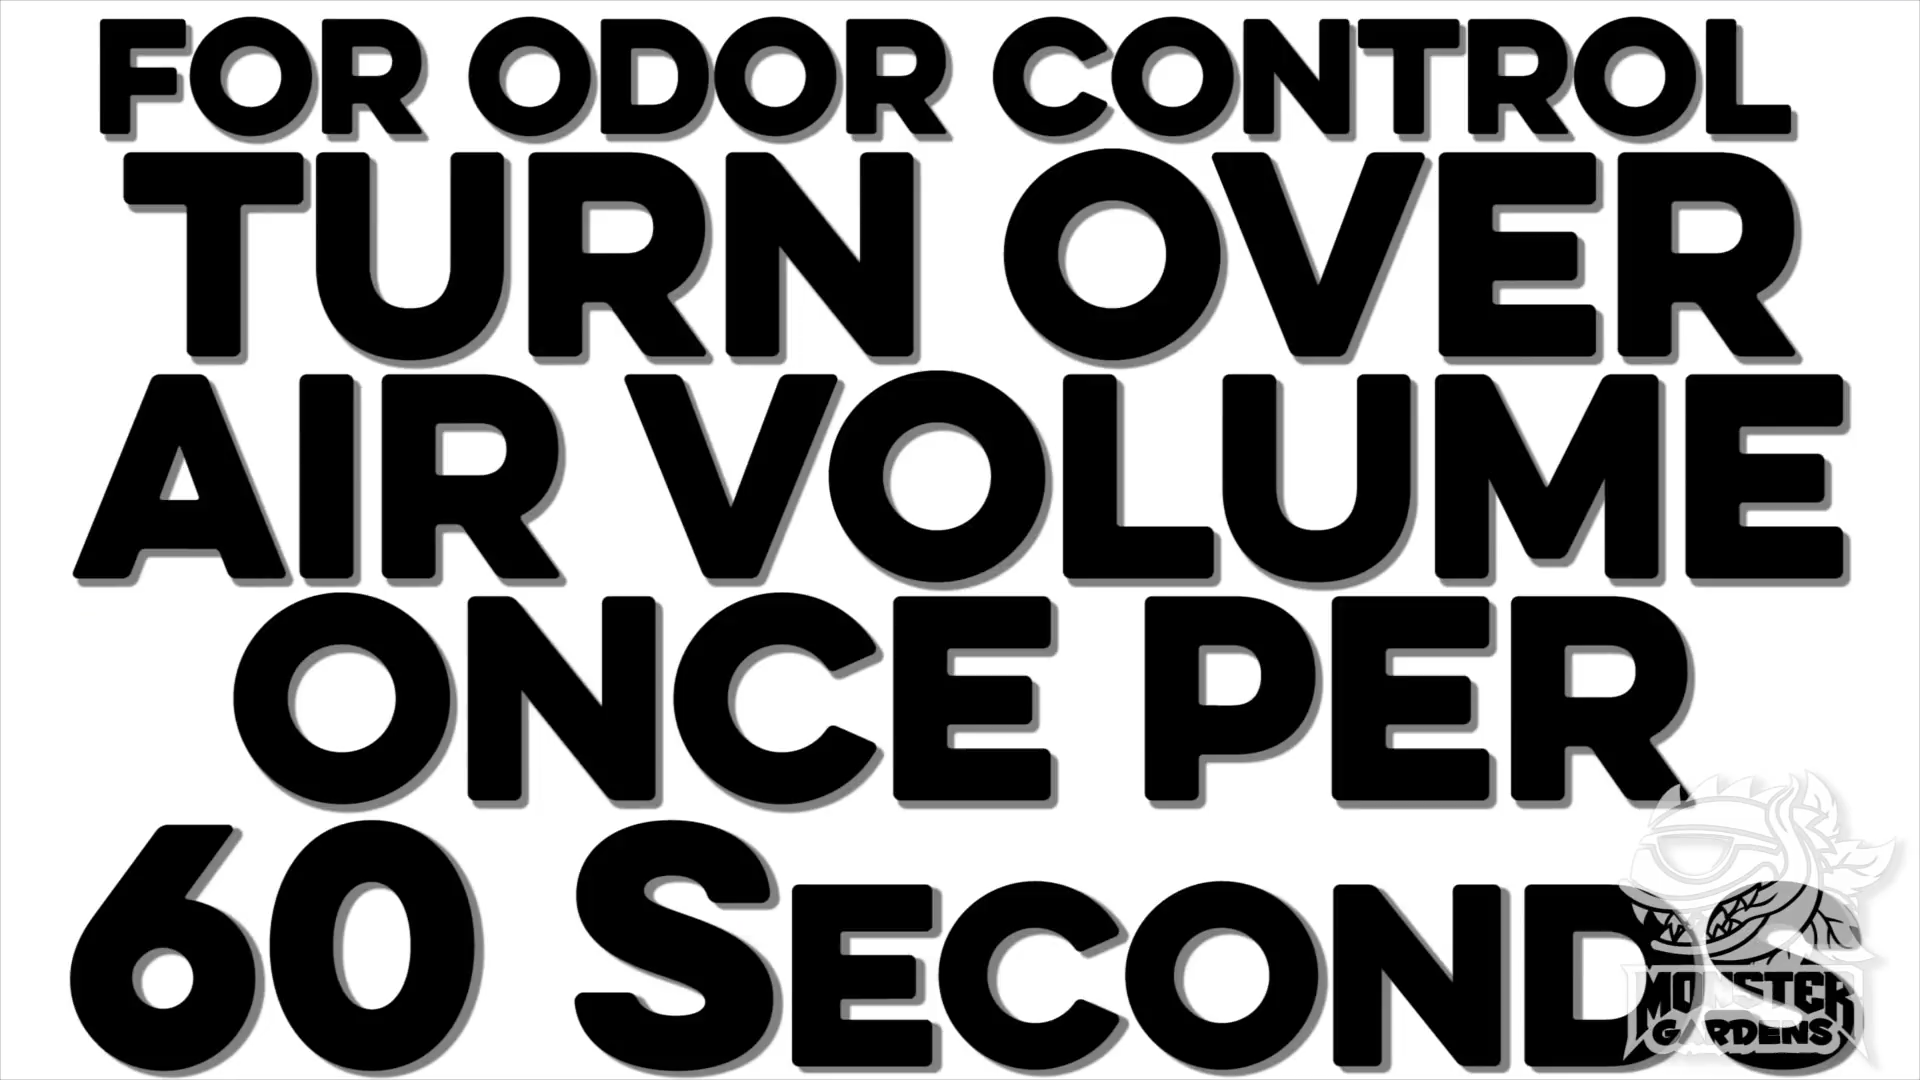 FOR ODOR CONTROL
TURN OVER
AIR VOLUME
ONCE PER
60 SECONDS
MONSTER
GARDENS